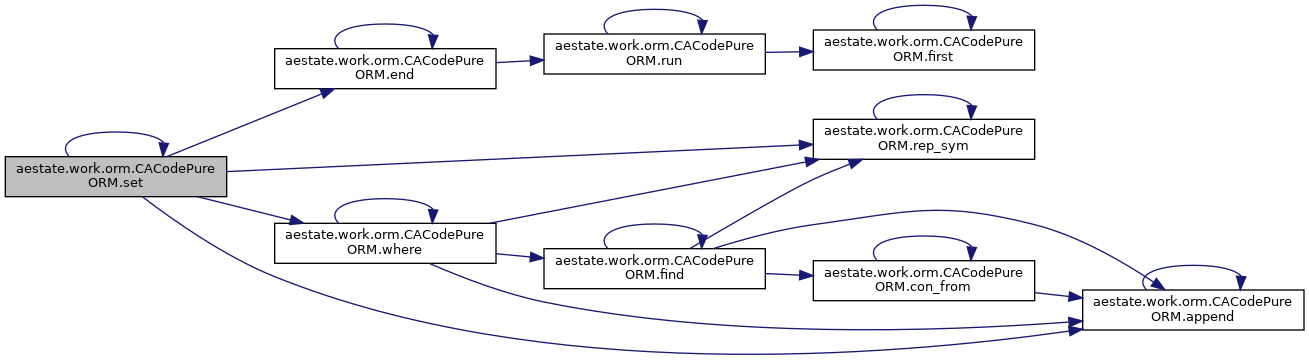 aestate.work.orm.CACodePure
ORM.set
aestate.work.orm.CACodePure
ORM.end
aestate.work.orm.CACodePure
ORM.run
aestate.work.orm.CACodePure
ORM.first
aestate.work.orm.CACodePure
ORM.rep_sym
aestate.work.orm.CACodePure
ORM.where
aestate.work.orm.CACodePure
ORM.find
aestate.work.orm.CACodePure
ORM.con_from
aestate.work.orm.CACodePure
ORM.append